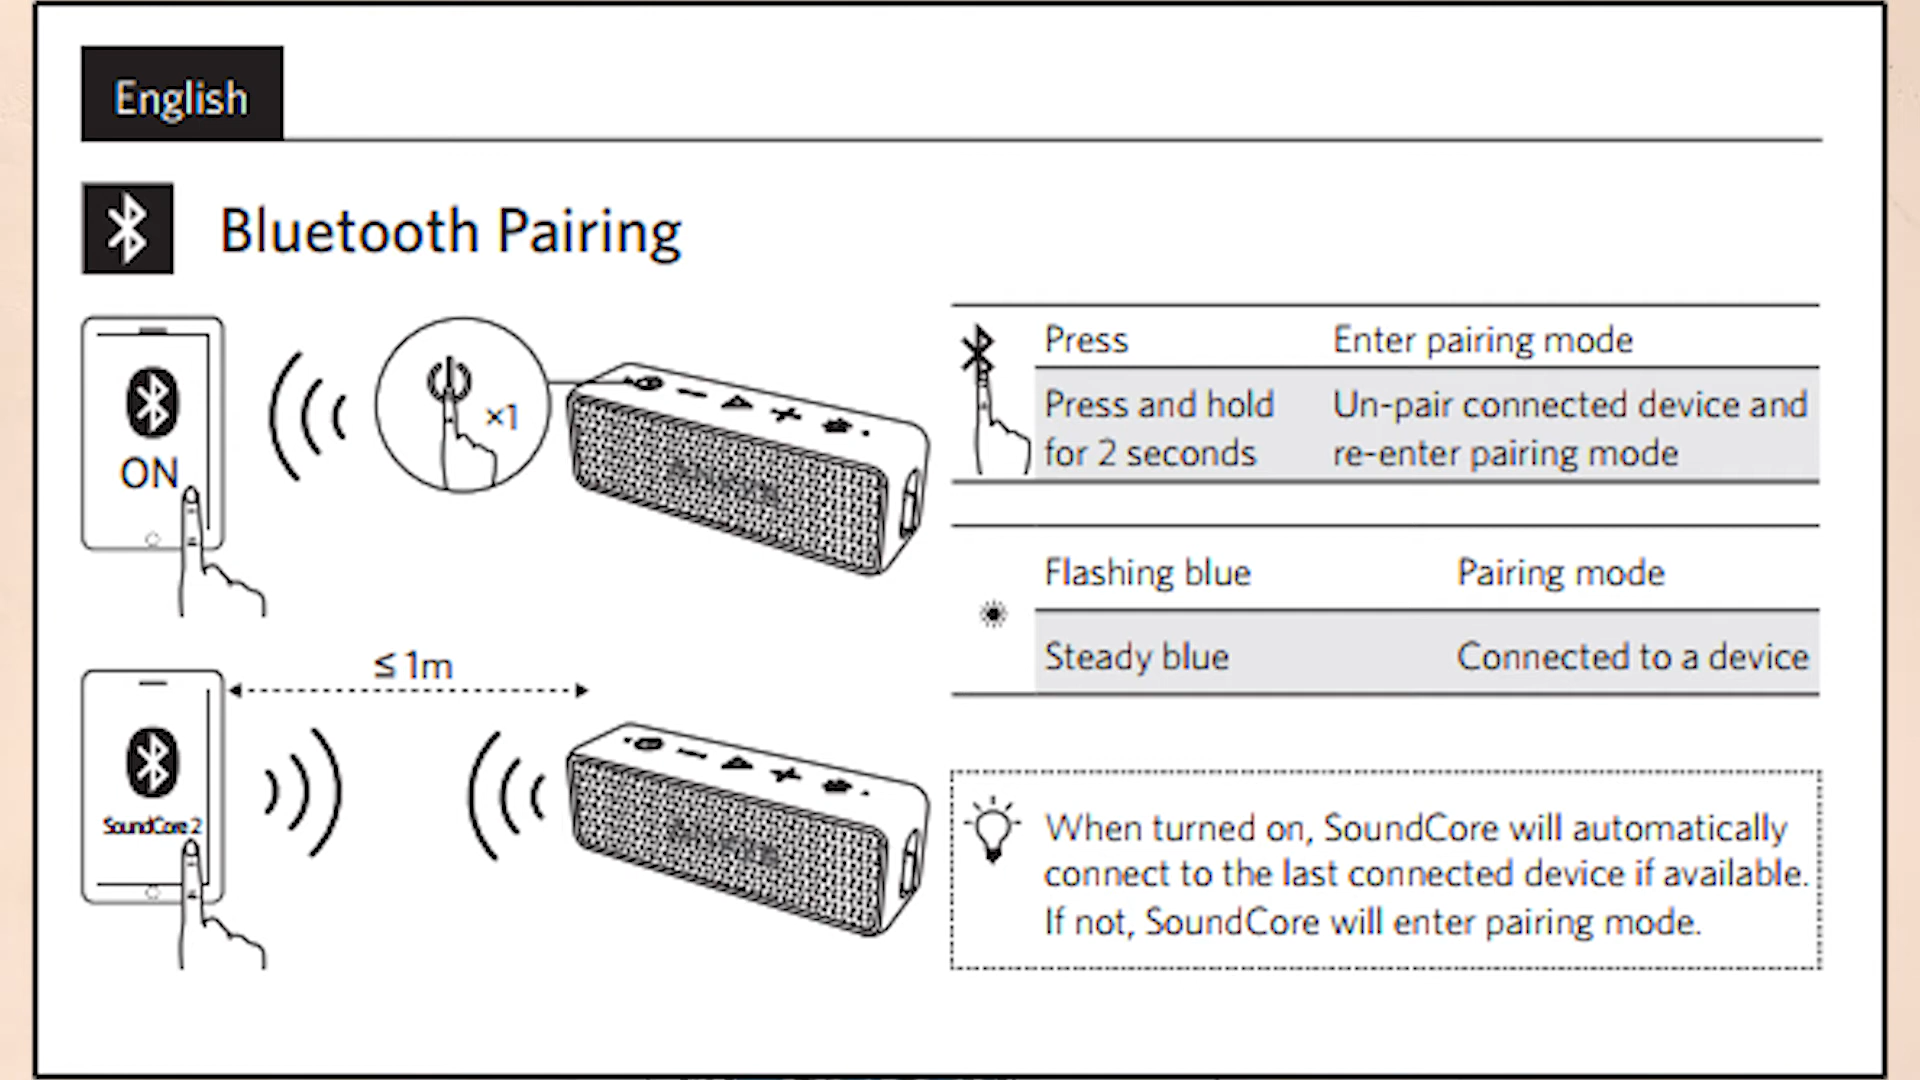 English
Bluetooth Pairing
ON
×1
Press
Enter pairing mode
Press and hold
for 2 seconds
Un-pair connected device and
re-enter pairing mode
Flashing blue
Pairing mode
Steady blue
Connected to a device
≤ 1m
SoundCore 2
When turned on, SoundCore will automatically
connect to the last connected device if available.
If not, SoundCore will enter pairing mode.